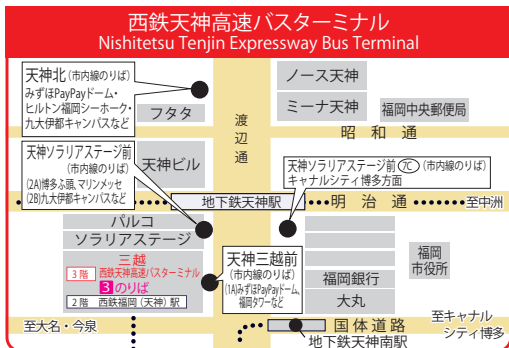 西鉄天神高速バスターミナル
Nishitetsu Tenjin Expressway Bus Terminal
天神北(市内線のりば)
みずほPayPayドーム・
ヒルトン福岡シーホーク・
九大伊都キャンパスなど
フタタ
渡辺通
ノース天神
ミーナ天神
福岡中央郵便局
昭和通
天神ソラリアステージ前
(市内線のりば)
(2A)博多ふ頭、マリンメッセ
(2B)九大伊都キャンパスなど
天神ビル
天神ソラリアステージ前 7C (市内線のりば)
キャナルシティ博多方面
地下鉄天神駅
明治通
至中洲
パルコ
ソラリアステージ
三越
3階 西鉄天神高速バスターミナル
3のりば
2階 西鉄福岡(天神)駅
天神三越前
(市内線のりば)
(1A)みずほPayPayドーム、
福岡タワーなど
福岡
市役所
福岡銀行
大丸
至大名・今泉
国体道路
地下鉄天神南駅
至キャナル
シティ博多